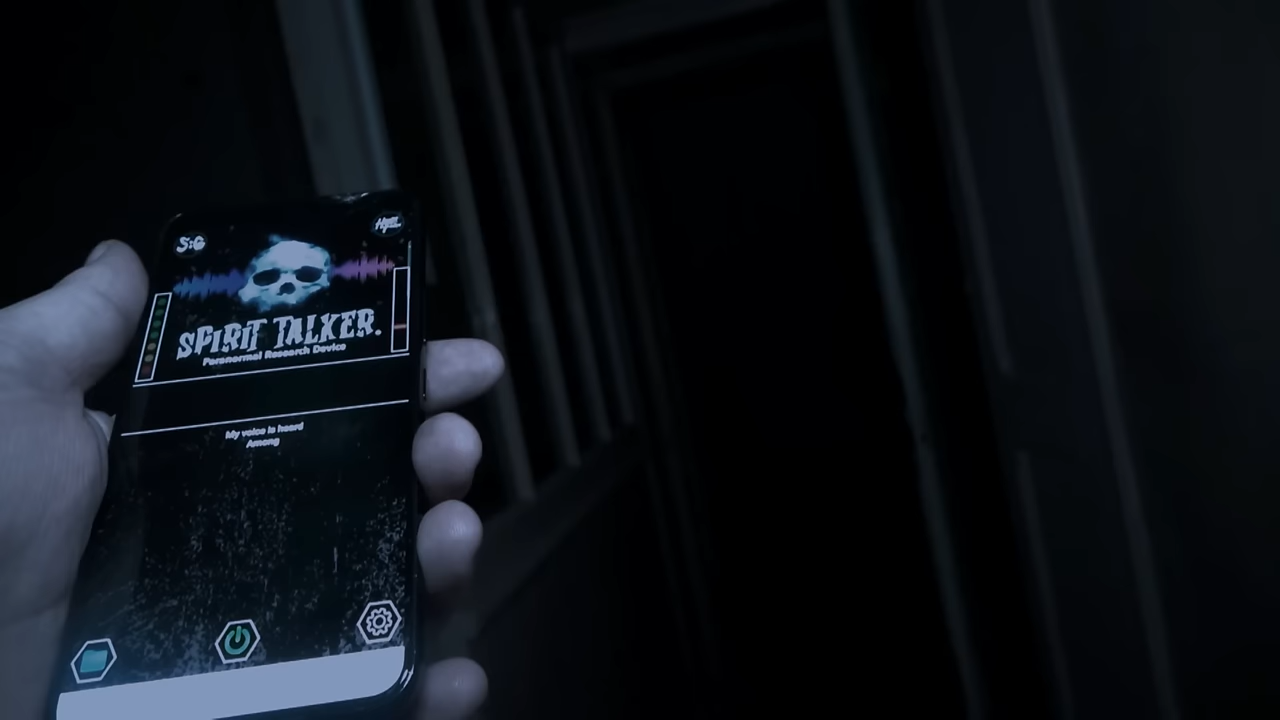 S:G
SPIRIT TALKER.
Paranormal Research Device
My voice is heard
Among